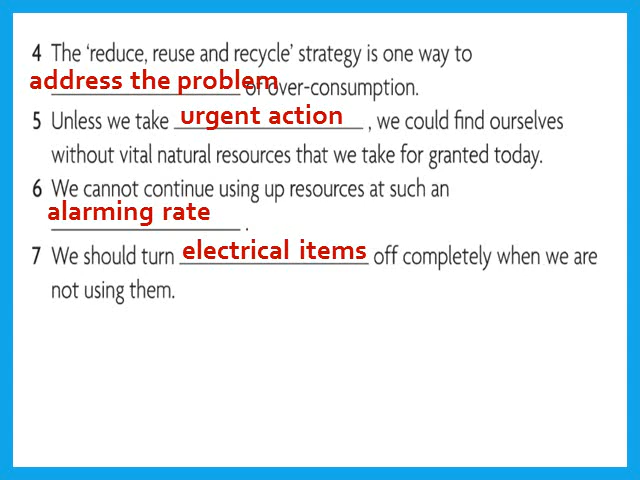 4 The ‘reduce, reuse and recycle’ strategy is one way to
address the problem of over-consumption.
5 Unless we take urgent action , we could find ourselves
without vital natural resources that we take for granted today.
6 We cannot continue using up resources at such an
alarming rate .
7 We should turn electrical items off completely when we are
not using them.